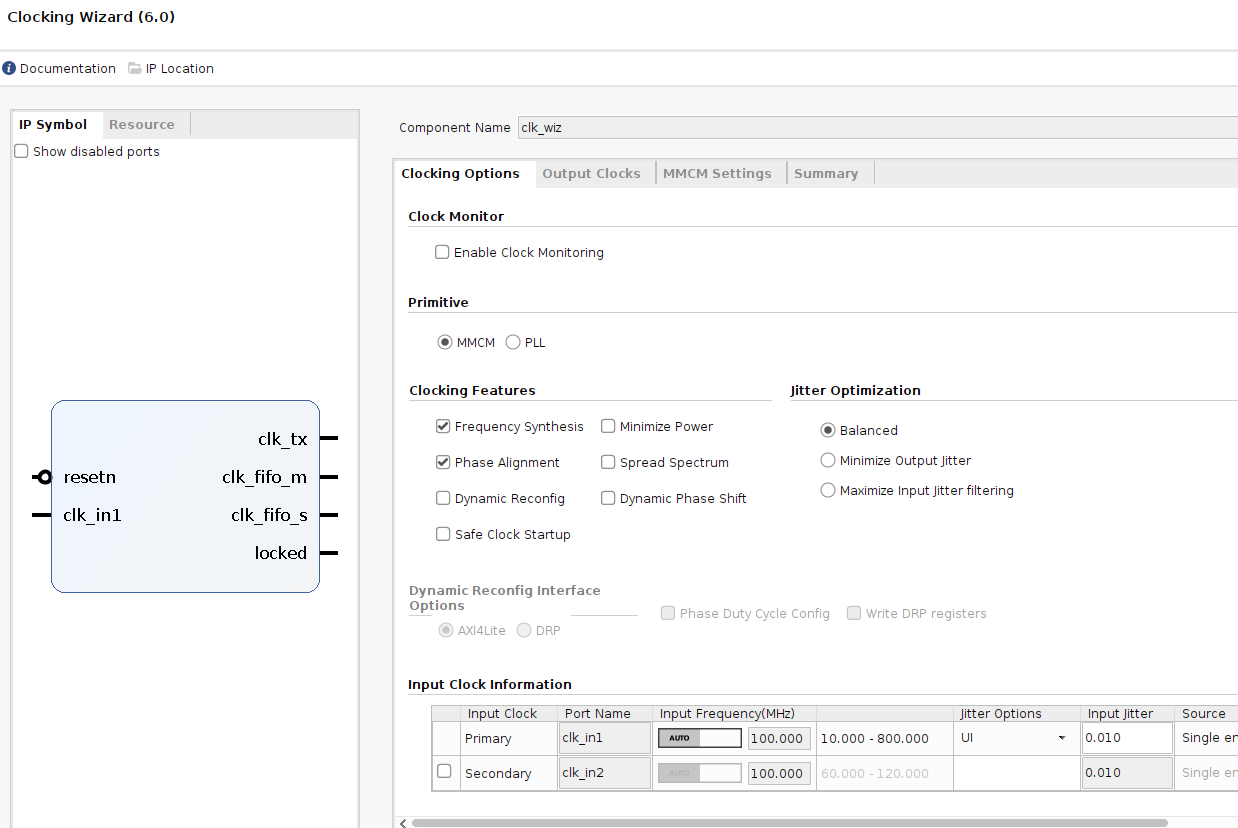 Clocking Wizard (6.0)
Documentation IP Location
IP Symbol Resource
Show disabled ports
clk_tx
resetn clk_fifo_m
clk_in1 clk_fifo_s
locked
Component Name clk_wiz
Clocking Options Output Clocks MMCM Settings Summary
Clock Monitor
Enable Clock Monitoring
Primitive
MMCM PLL
Clocking Features Jitter Optimization
Frequency Synthesis Minimize Power Balanced
Phase Alignment Spread Spectrum Minimize Output Jitter
Dynamic Reconfig Dynamic Phase Shift Maximize Input Jitter filtering
Safe Clock Startup
Dynamic Reconfig Interface
Options
Phase Duty Cycle Config Write DRP registers
AXI4Lite DRP
Input Clock Information
Input Clock Port Name Input Frequency(MHz) Jitter Options Input Jitter Source
Primary clk_in1 AUTO 100.000 10.000 - 800.000 UI 0.010 Single en
Secondary clk_in2 AUTO 100.000 60.000 - 120.000 0.010 Single en